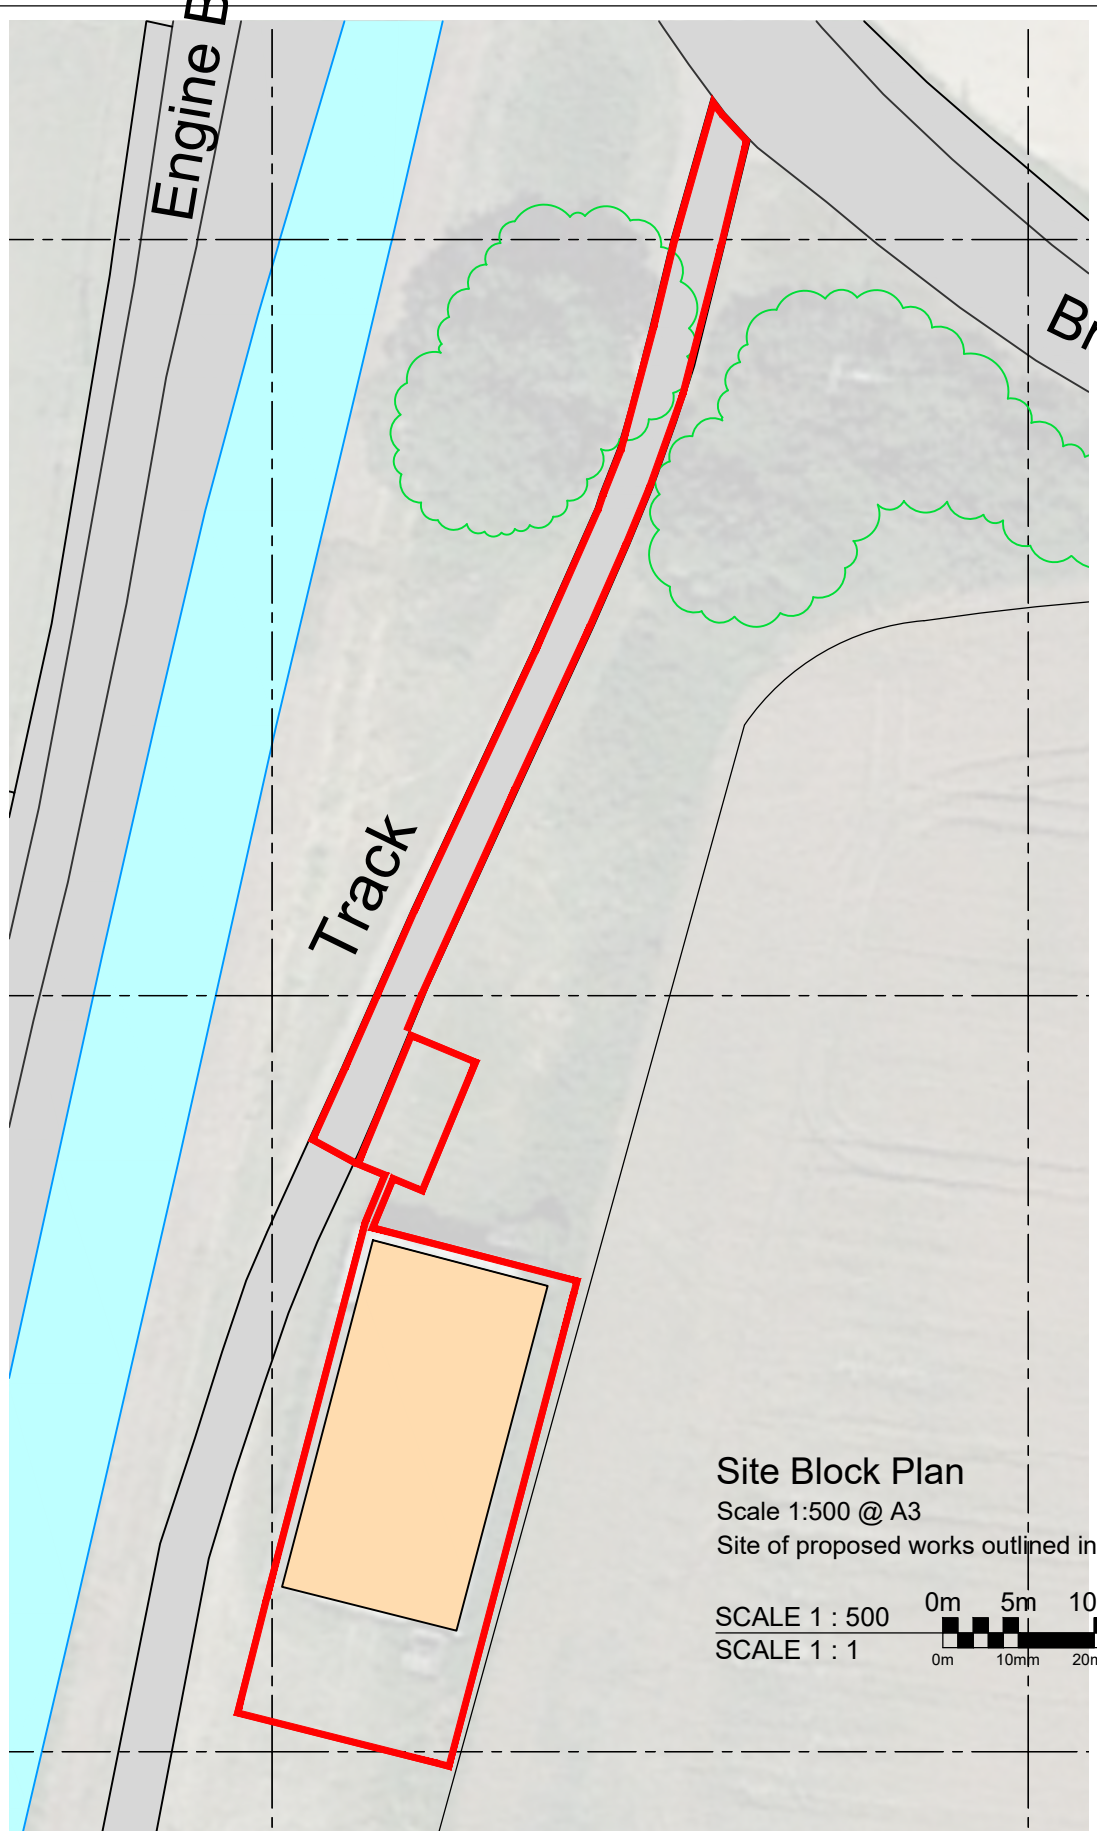 Engine B
Br
Track
Site Block Plan
Scale 1:500 @ A3
Site of proposed works outlined in
0m 5m 10
SCALE 1 : 500
SCALE 1 : 1
0m 10mm 20m